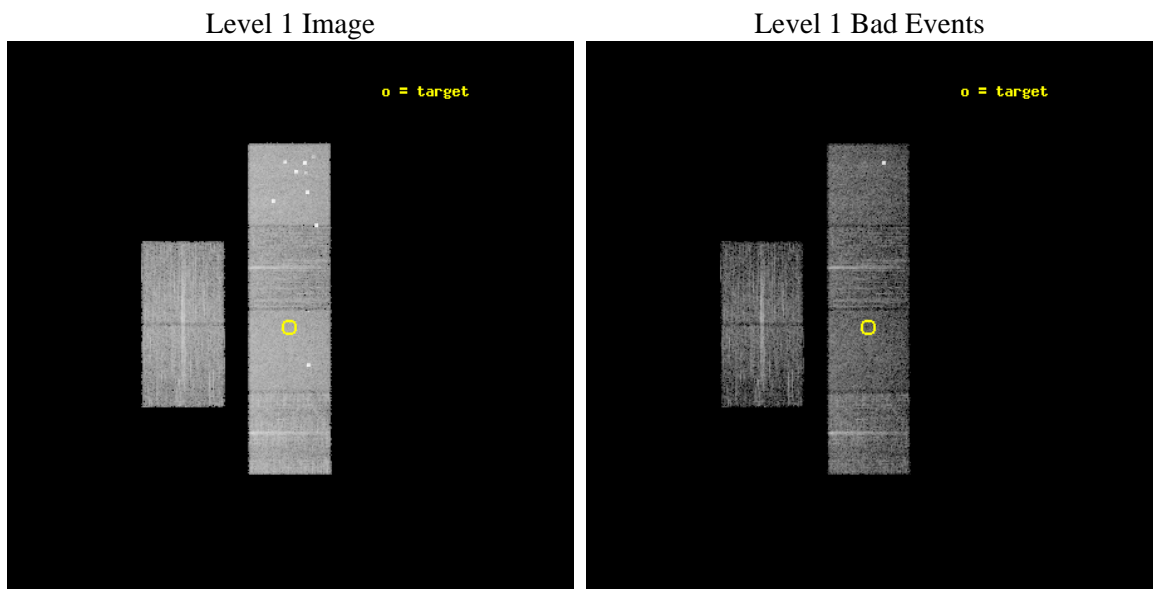 Level 1 Image
Level 1 Bad Events
o = target
o = target